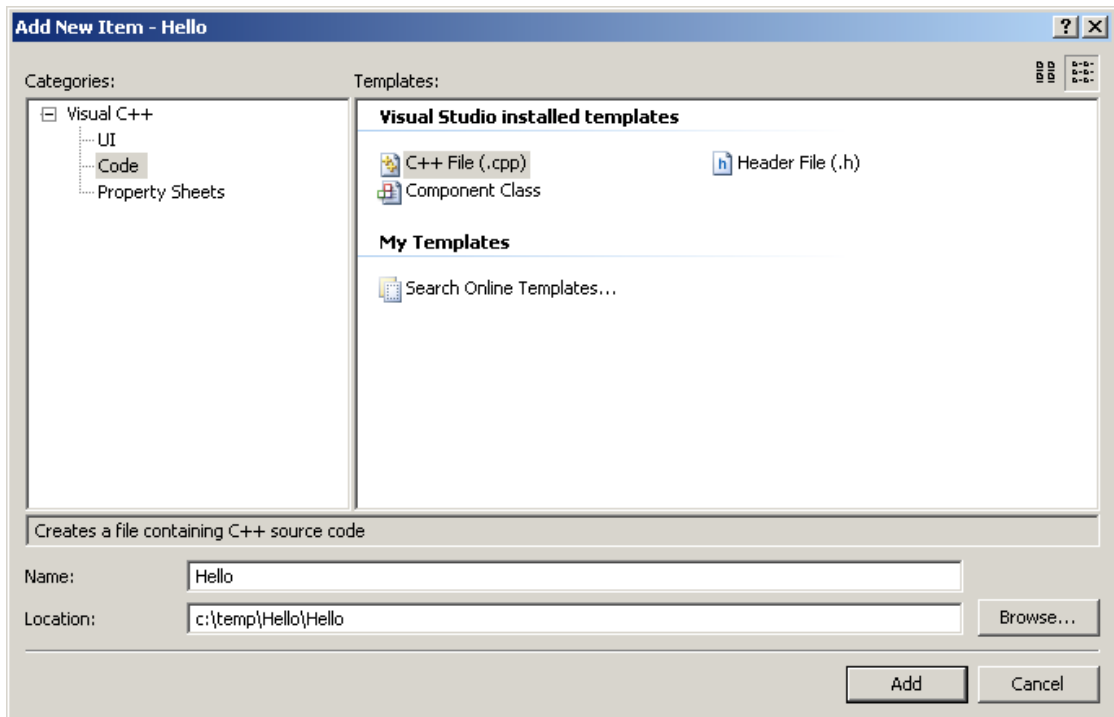 Add New Item - Hello
Categories:
Templates:
Visual C++
UI
Code
Property Sheets
Visual Studio installed templates
C++ File (.cpp)
Header File (.h)
Component Class
My Templates
Search Online Templates...
Creates a file containing C++ source code
Name:
Hello
Location:
c:\temp\Hello\Hello
Browse...
Add
Cancel